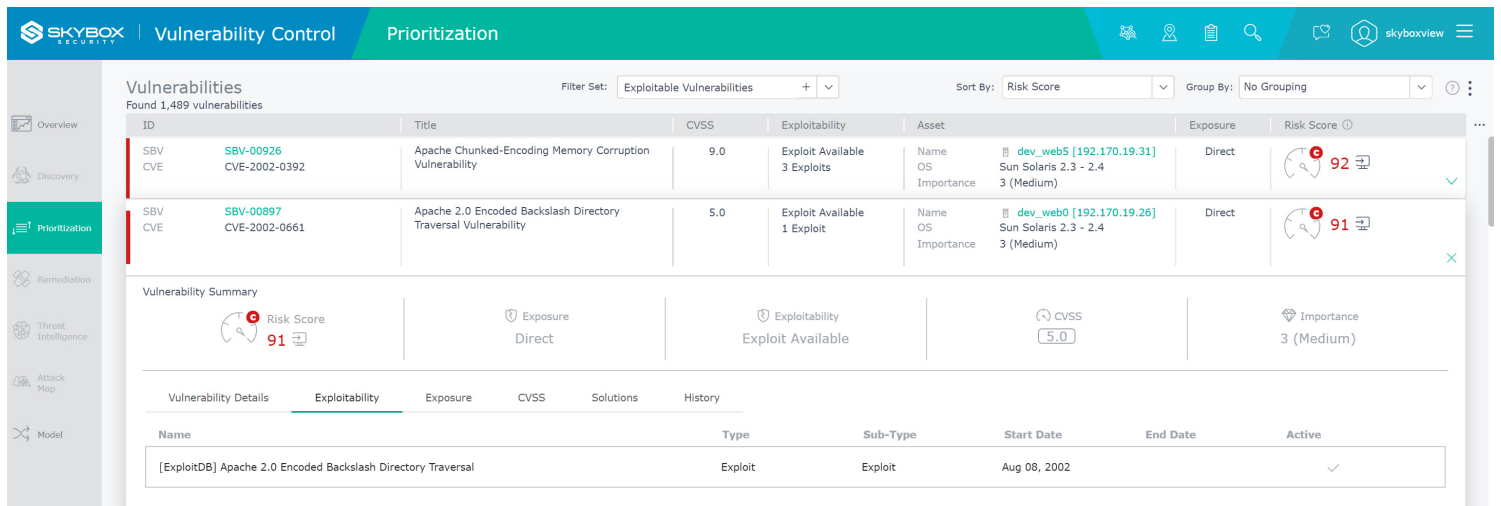 SKYBOX SECURITY Vulnerability Control Prioritization skyboxview
Vulnerabilities Filter Set: Exploitable Vulnerabilities Sort By: Risk Score Group By: No Grouping
Found 1,489 vulnerabilities
Overview
Discovery
Prioritization
Remediation
Threat
Intelligence
Attack
Map
Model
ID Title CVSS Exploitability Asset Exposure Risk Score
SBV SBV-00926 Apache Chunked-Encoding Memory Corruption 9.0 Exploit Available Name dev_web5 [192.170.19.31] Direct C 92
CVE CVE-2002-0392 Vulnerability 3 Exploits OS Sun Solaris 2.3 - 2.4
Importance 3 (Medium)
SBV SBV-00897 Apache 2.0 Encoded Backslash Directory 5.0 Exploit Available Name dev_web0 [192.170.19.26] Direct C 91
CVE CVE-2002-0661 Traversal Vulnerability 1 Exploit OS Sun Solaris 2.3 - 2.4
Importance 3 (Medium)
Vulnerability Summary
C Risk Score Exposure Exploitability CVSS Importance
91 Direct Exploit Available 5.0 3 (Medium)
Vulnerability Details Exploitability Exposure CVSS Solutions History
Name Type Sub-Type Start Date End Date Active
[ExploitDB] Apache 2.0 Encoded Backslash Directory Traversal Exploit Exploit Aug 08, 2002